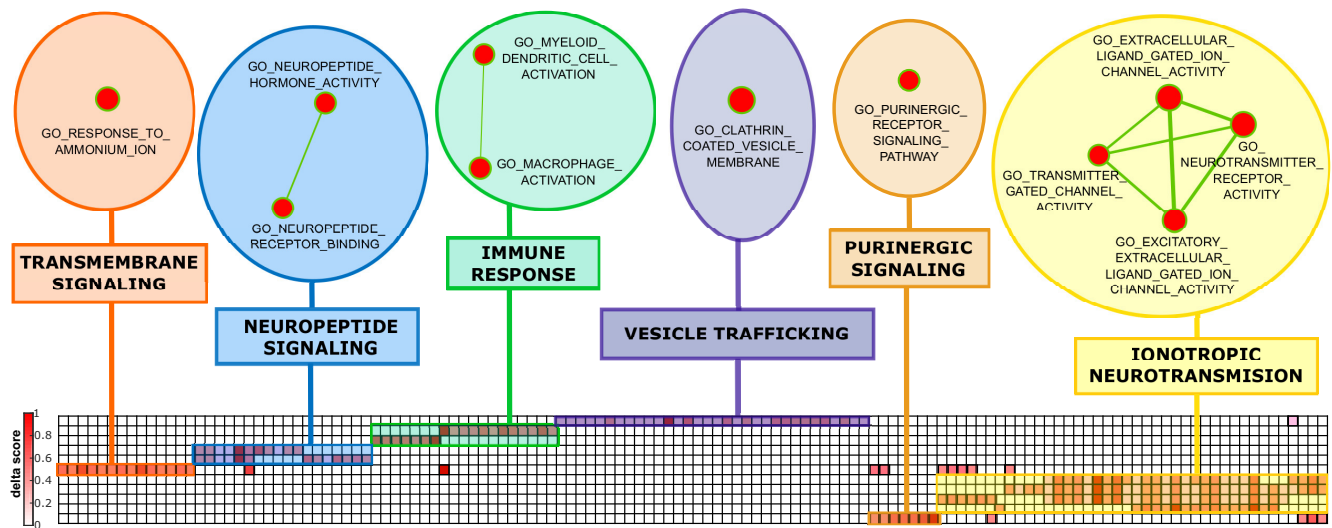 GO_RESPONSE_TO_
AMMONIUM_ION
TRANSMEMBRANE
SIGNALING
GO_NEUROPEPTIDE_
HORMONE_ACTIVITY
GO_NEUROPEPTIDE_
RECEPTOR_BINDING
NEUROPEPTIDE
SIGNALING
GO_MYELOID_
DENDRITIC_CELL_
ACTIVATION
GO_MACROPHAGE_
ACTIVATION
IMMUNE
RESPONSE
GO_CLATHRIN_
COATED_VESICLE_
MEMBRANE
VESICLE TRAFFICKING
GO_PURINERGIC_
RECEPTOR_
SIGNALING_
PATHWAY
PURINERGIC
SIGNALING
GO_EXTRACELLULAR_
LIGAND_GATED_ION_
CHANNEL_ACTIVITY
GO_
NEUROTRANSMITTER_
RECEPTOR_
ACTIVITY
GO_TRANSMITTER_
GATED_CHANNEL_
ACTIVITY
GO_EXCITATORY_
EXTRACELLULAR_
LIGAND_GATED_ION_
CHANNEL_ACTIVITY
IONOTROPIC
NEUROTRANSMISION
delta score
1
0.8
0.6
0.4
0.2
0